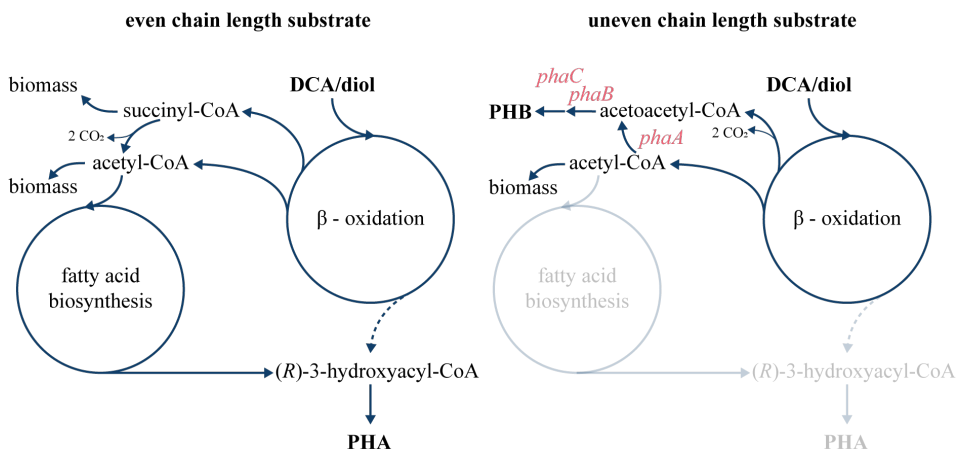 even chain length substrate
biomass
succinyl-CoA
2 CO₂
acetyl-CoA
biomass
DCA/diol
β - oxidation
fatty acid
biosynthesis
(R)-3-hydroxyacyl-CoA
PHA
uneven chain length substrate
phaC
phaB
PHB
acetoacetyl-CoA
phaA
2 CO₂
acetyl-CoA
biomass
DCA/diol
β - oxidation
fatty acid
biosynthesis
(R)-3-hydroxyacyl-CoA
PHA